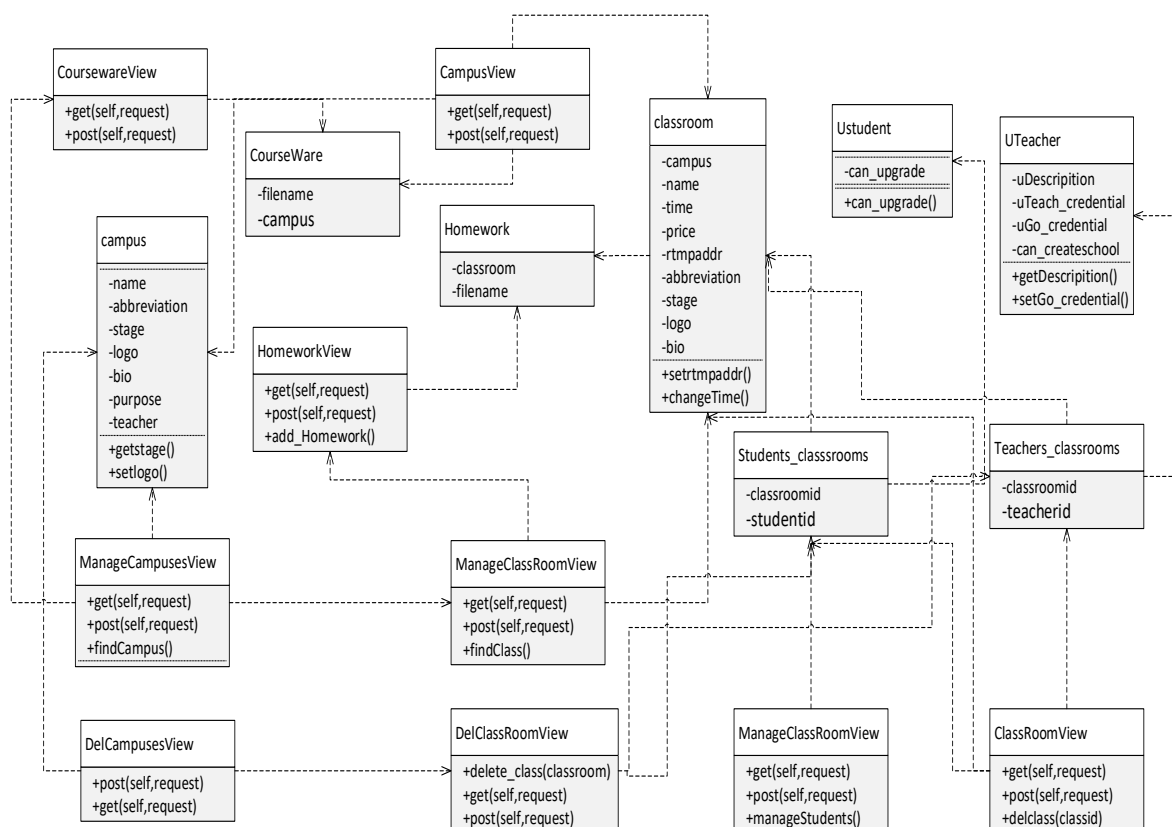 CoursewareView
+get(self,request)
+post(self,request)
CampusView
+get(self,request)
+post(self,request)
CourseWare
-filename
-campus
classroom
-campus
-name
-time
-price
-rtmpaddr
-abbreviation
-stage
-logo
-bio
+setrtmpaddr()
+changeTime()
Ustudent
-can_upgrade
+can_upgrade()
UTeacher
-uDescripition
-uTeach_credential
-uGo_credential
-can_createschool
+getDescripition()
+setGo_credential()
campus
-name
-abbreviation
-stage
-logo
-bio
-purpose
-teacher
+getstage()
+setlogo()
Homework
-classroom
-filename
HomeworkView
+get(self,request)
+post(self,request)
+add_Homework()
Students_classsrooms
-classroomid
-studentid
Teachers_classrooms
-classroomid
-teacherid
ManageCampusesView
+get(self,request)
+post(self,request)
+findCampus()
ManageClassRoomView
+get(self,request)
+post(self,request)
+findClass()
DelCampusesView
+post(self,request)
+get(self,request)
DelClassRoomView
+delete_class(classroom)
+get(self,request)
+post(self,request)
ManageClassRoomView
+get(self,request)
+post(self,request)
+manageStudents()
ClassRoomView
+get(self,request)
+post(self,request)
+delclass(classid)